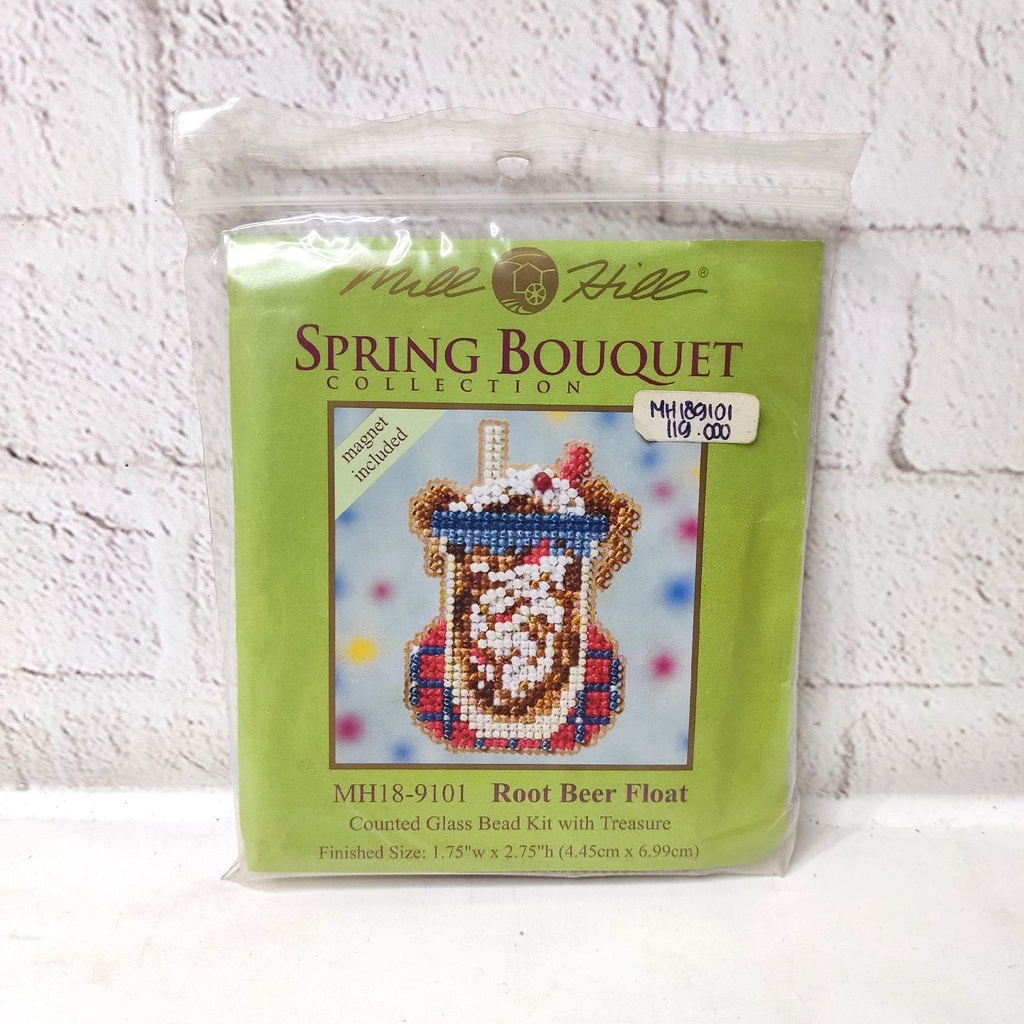 Mill Hill®
SPRING BOUQUET
COLLECTION
MH189101
119.000
magnet
included
MH18-9101 Root Beer Float
Counted Glass Bead Kit with Treasure
Finished Size: 1.75"w x 2.75"h (4.45cm x 6.99cm)